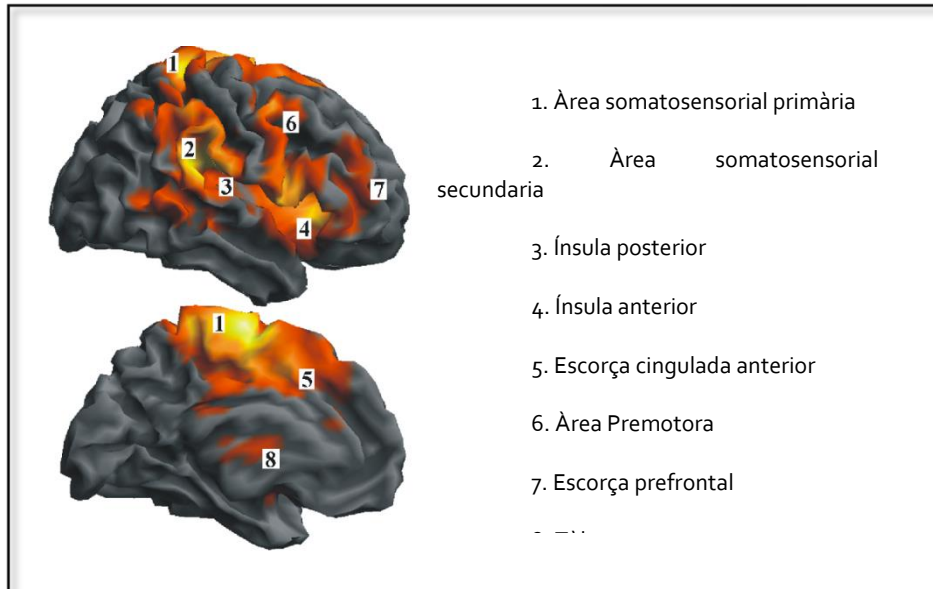 1
2
3
6
7
4
1
5
8
1. Àrea somatosensorial primària
2. Àrea somatosensorial
secundaria
3. Ínsula posterior
4. Ínsula anterior
5. Escorça cingulada anterior
6. Àrea Premotora
7. Escorça prefrontal